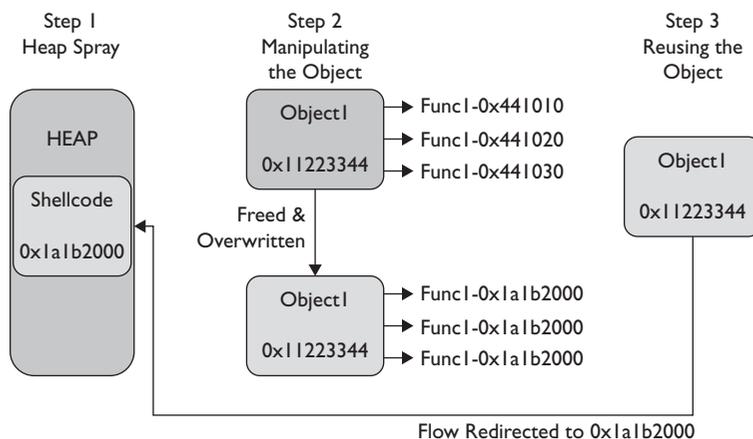 Step 1
Heap Spray
Step 2
Manipulating
the Object
Step 3
Reusing the
Object
HEAP
Shellcode
0x1a1b2000
Object1
0x11223344
Func1-0x441010
Func1-0x441020
Func1-0x441030
Freed &
Overwritten
Object1
0x11223344
Func1-0x1a1b2000
Func1-0x1a1b2000
Func1-0x1a1b2000
Object1
0x11223344
Flow Redirected to 0x1a1b2000